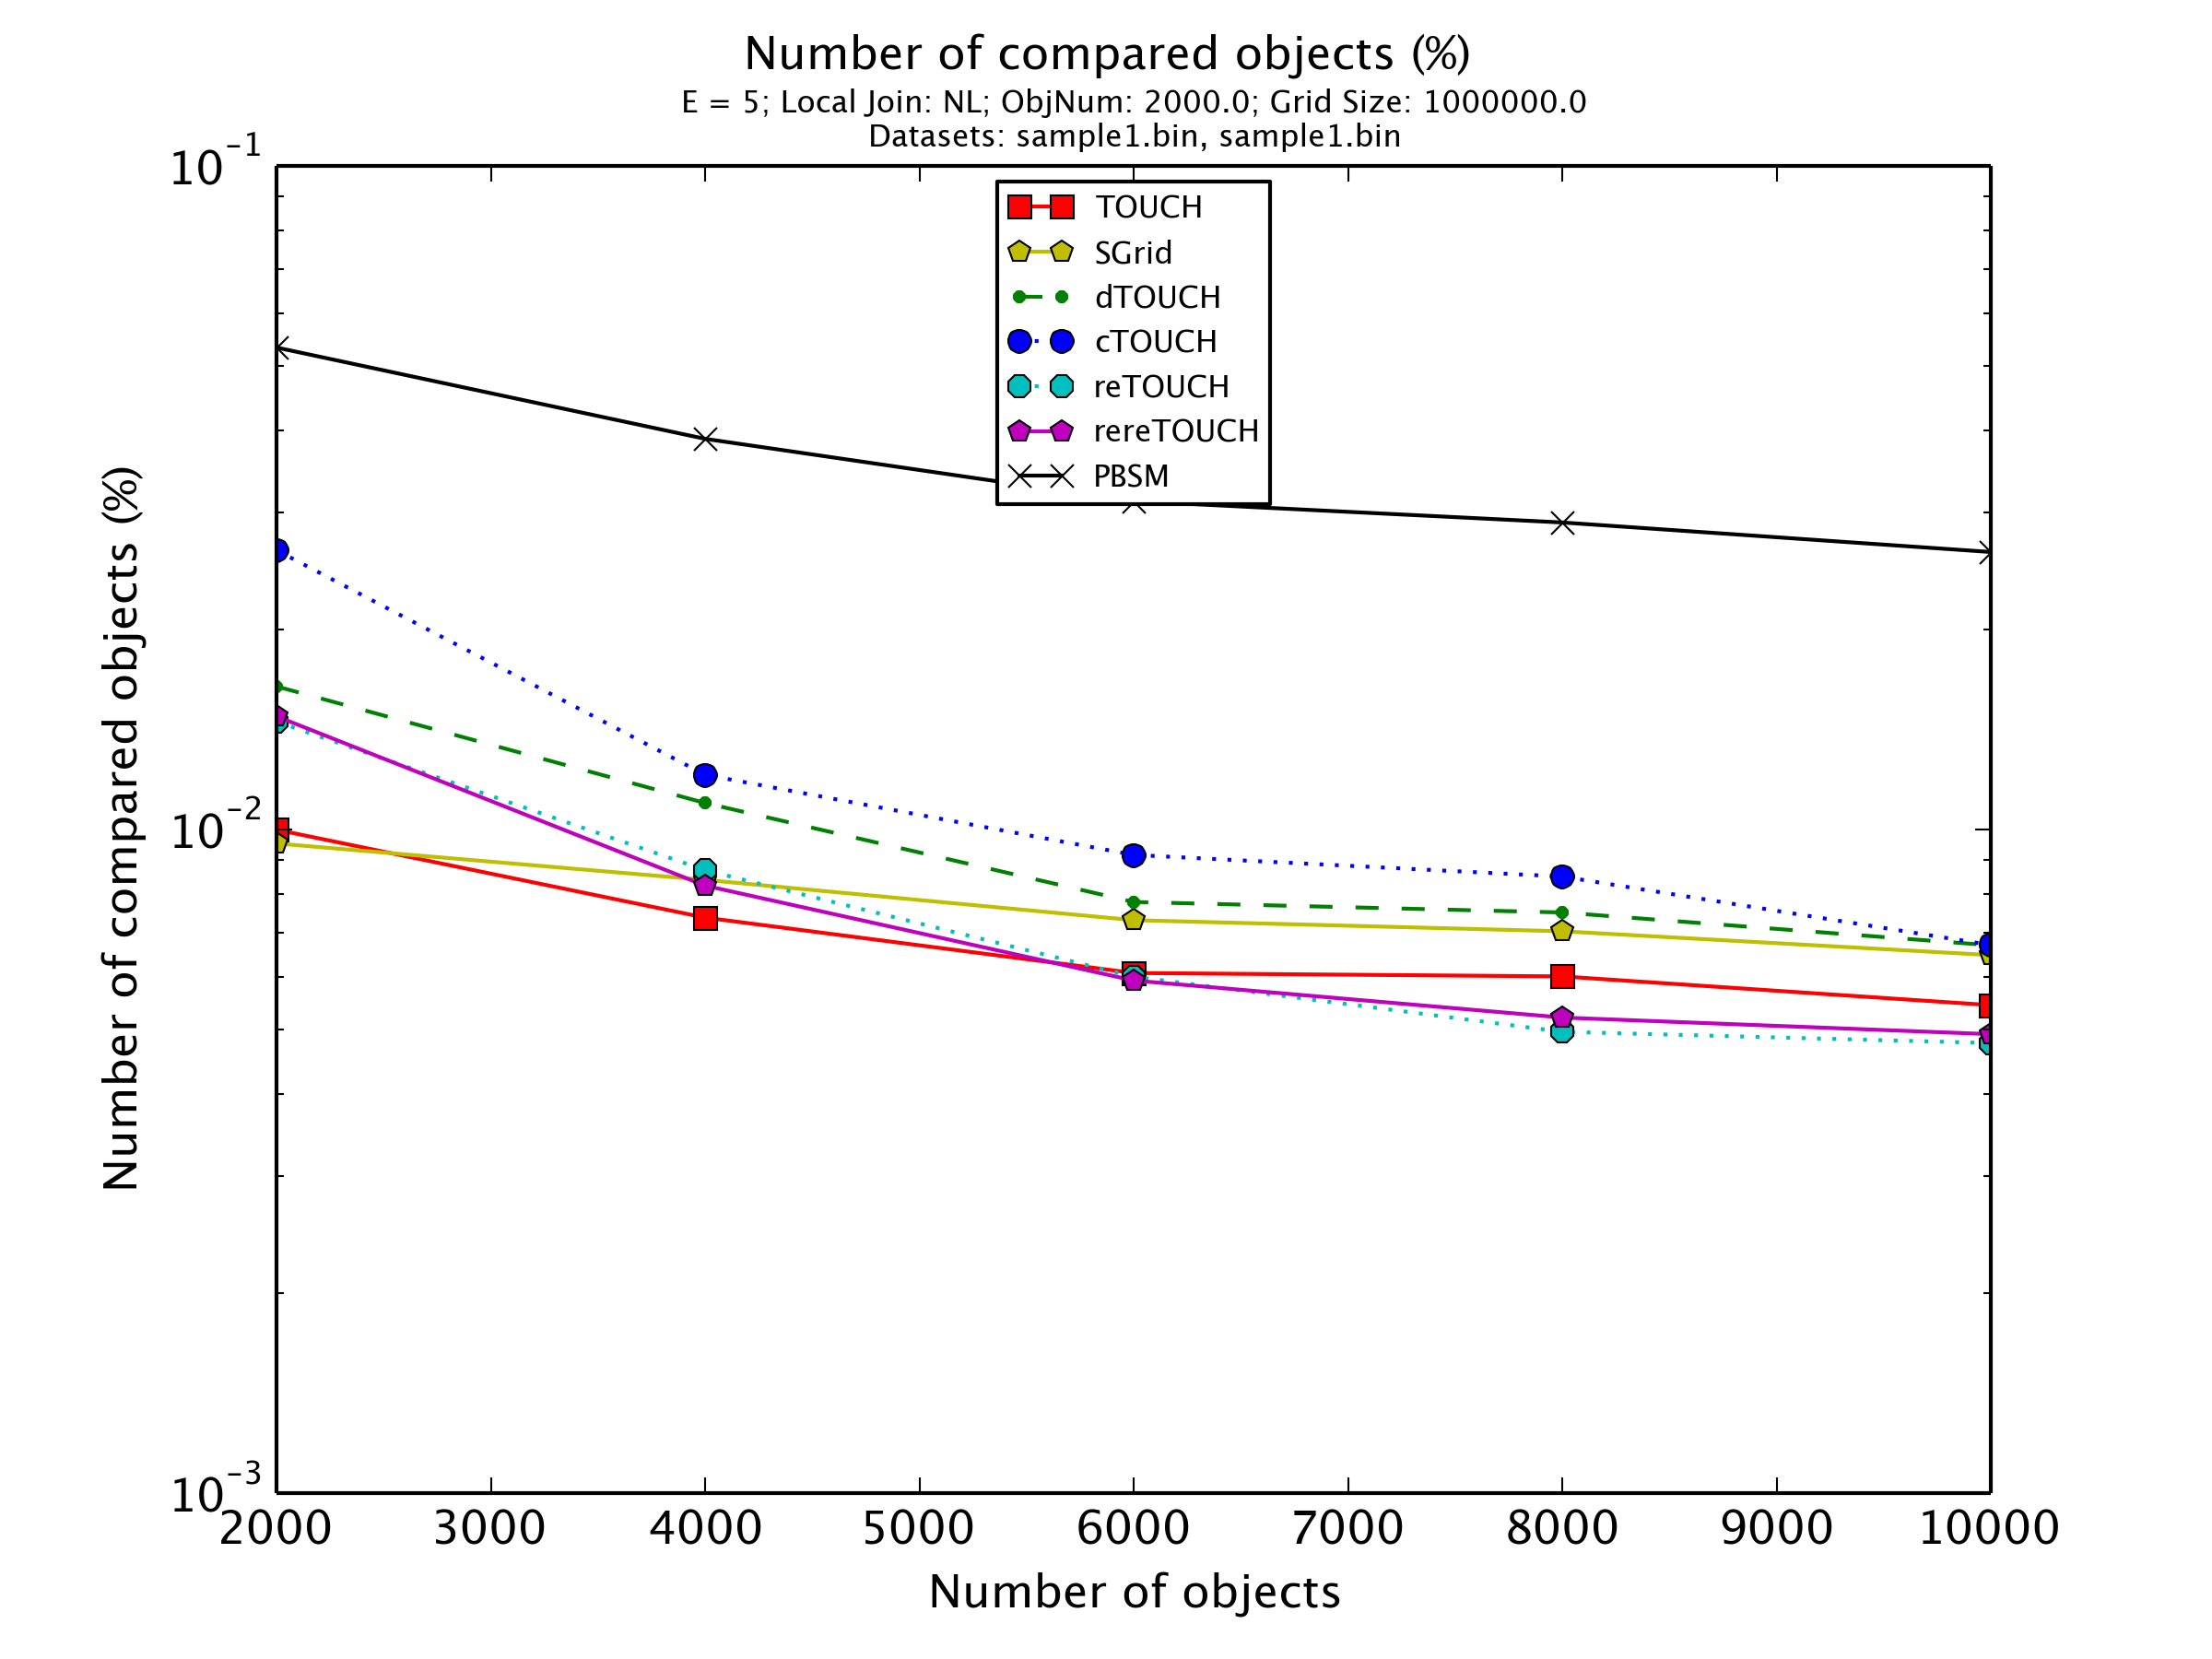 Number of compared objects (%)
E = 5; Local Join: NL; ObjNum: 2000.0; Grid Size: 1000000.0
Datasets: sample1.bin, sample1.bin
10^-1
10^-2
10^-3
Number of compared objects (%)
TOUCH
SGrid
dTOUCH
cTOUCH
reTOUCH
rereTOUCH
PBSM
2000 3000 4000 5000 6000 7000 8000 9000 10000
Number of objects